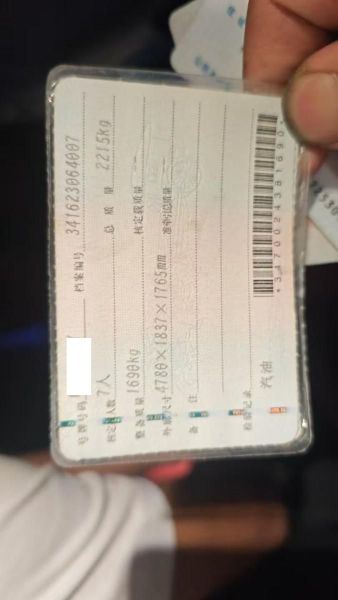 号牌号码 档案编号 341623064007
核定人数 7人 总质量 2215kg
整备质量 1690kg 核定载质量
外廓尺寸 4780×1837×1765mm 准牵引总质量
备注
检验记录
汽油